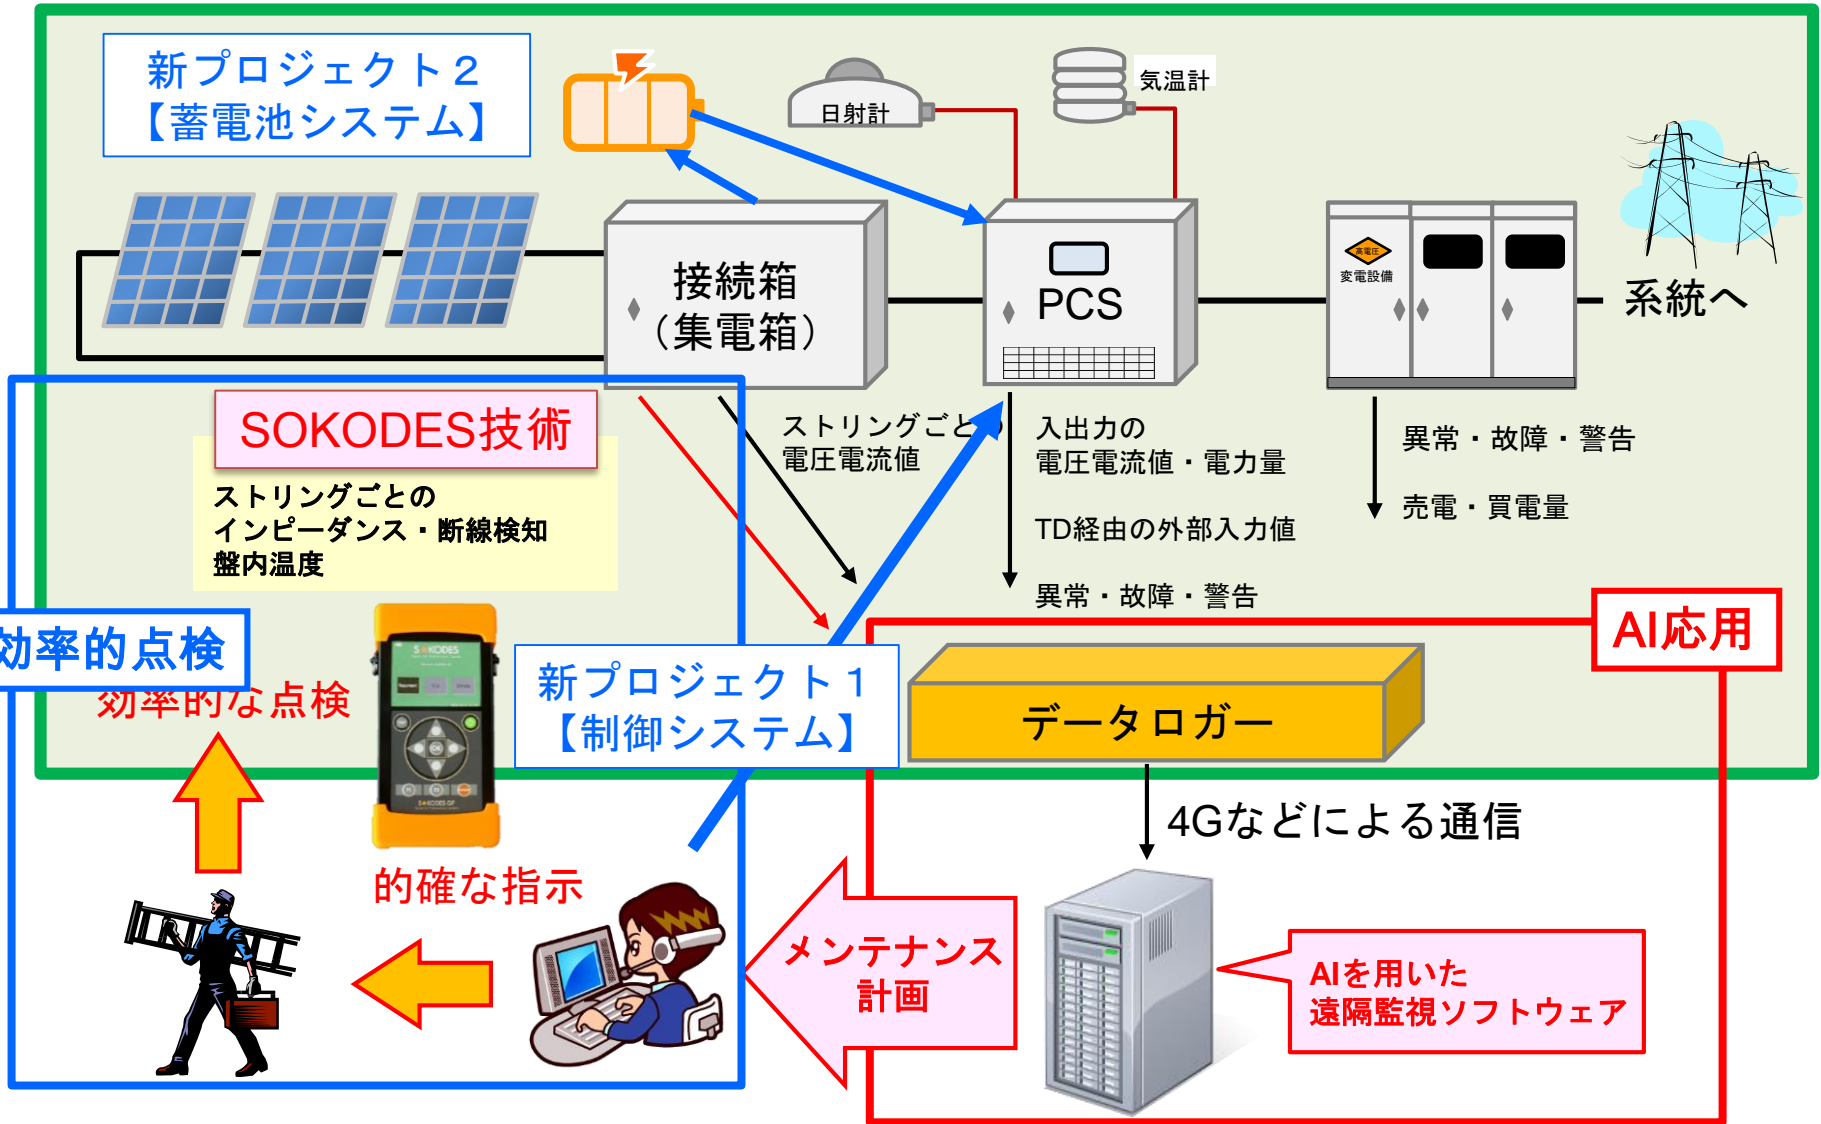 新プロジェクト２
【蓄電池システム】
日射計
気温計
高電圧
変電設備
接続箱
（集電箱）
PCS
系統へ
SOKODES技術
ストリングごとの
インピーダンス・断線検知
盤内温度
ストリングごとの
電圧電流値
入出力の
電圧電流値・電力量
TD経由の外部入力値
異常・故障・警告
異常・故障・警告
売電・買電量
効率的点検
効率的な点検
SOKODES
新プロジェクト１
【制御システム】
AI応用
データロガー
4Gなどによる通信
SOKODES GF
的確な指示
メンテナンス
計画
AIを用いた
遠隔監視ソフトウェア